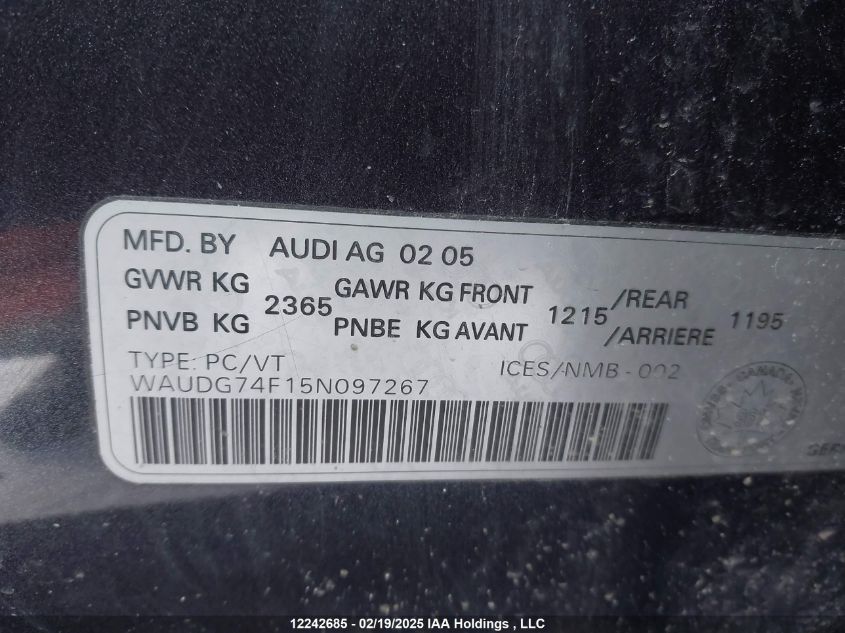 MFD. BY AUDI AG 02 05
GVWR KG 2365 GAWR KG FRONT 1215 /REAR 1195
PNVB KG PNBE KG AVANT /ARRIERE
TYPE: PC/VT ICES/NMB-002
WAUDG74F15N097267
CANADA
12242685 - 02/19/2025 IAA Holdings , LLC